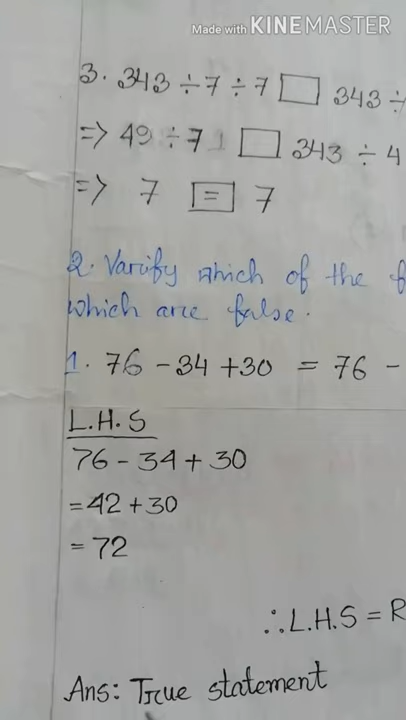 Made with KINEMASTER
3. 343 ÷ 7 ÷ 7 □ 343 ÷
=> 49 ÷ 7 □ 343 ÷ 4
=> 7 = 7
2. Varify which of the f
which are false.
1. 76 - 34 + 30 = 76 -
L.H.S
76 - 34 + 30
= 42 + 30
= 72
∴ L.H.S = R
Ans: True statement